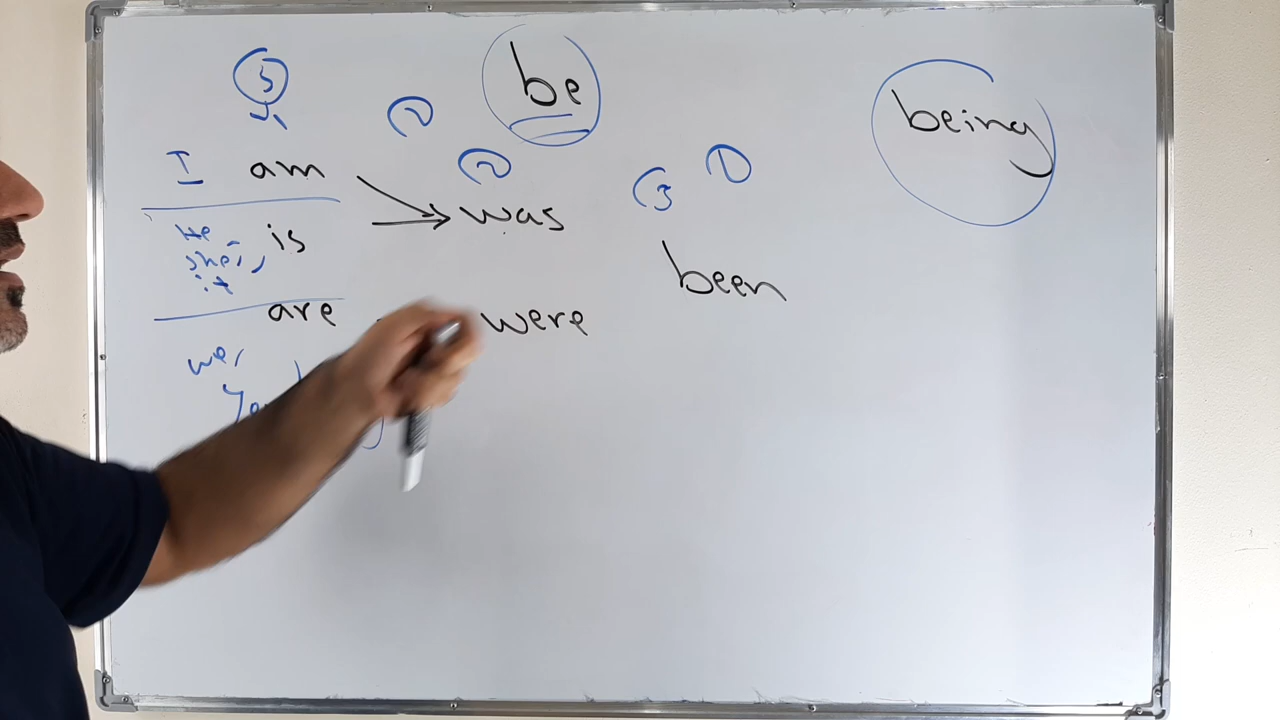 be
being
I am
was
He
she, is
it
been
are
were
we,